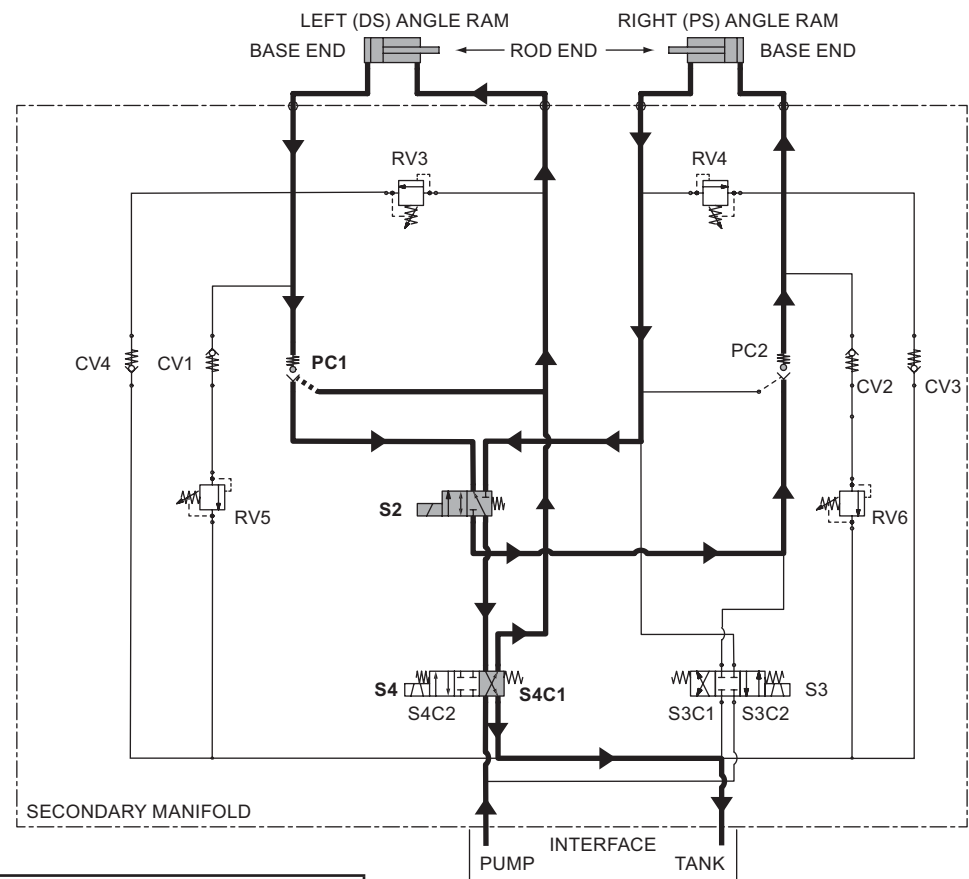 LEFT (DS) ANGLE RAM
RIGHT (PS) ANGLE RAM
BASE END
ROD END
BASE END
RV3
RV4
CV4
CV1
PC1
PC2
CV2
CV3
S2
RV5
RV6
S4
S4C1
S3
S4C2
S3C1
S3C2
SECONDARY MANIFOLD
INTERFACE
PUMP
TANK